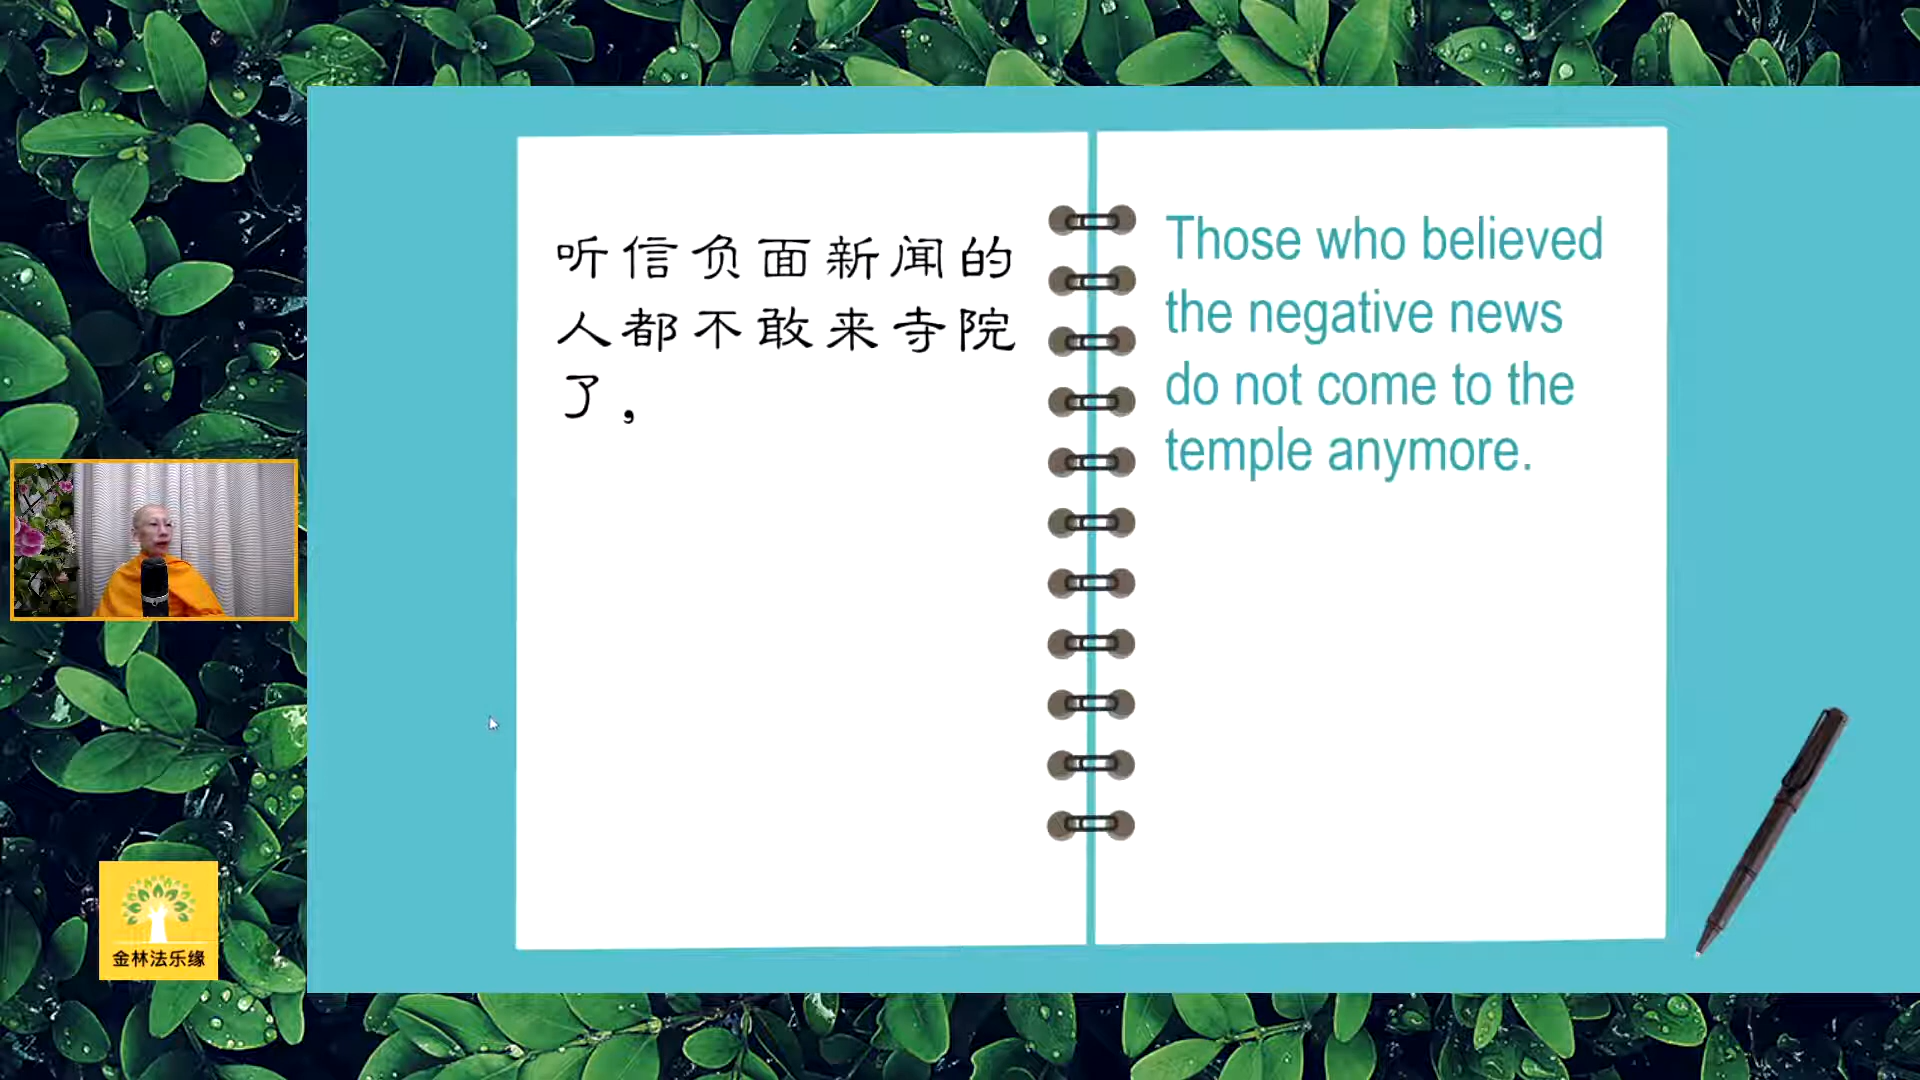 听信负面新闻的
人都不敢来寺院
了，
Those who believed
the negative news
do not come to the
temple anymore.
金林法乐缘